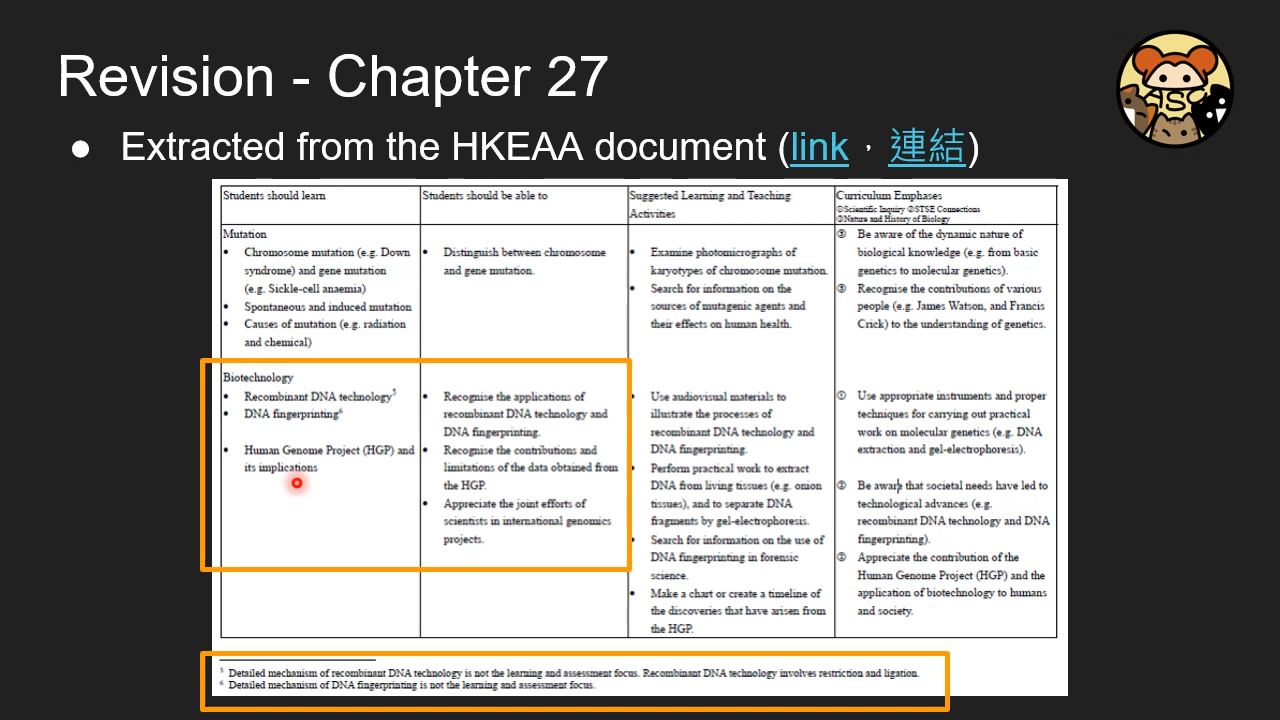 Revision - Chapter 27
● Extracted from the HKEAA document (link，連結)
Students should learn
Students should be able to
Suggested Learning and Teaching
Activities
Curriculum Emphases
①Scientific Inquiry ②STSE Connections
③Nature and History of Biology
Mutation
• Chromosome mutation (e.g. Down
syndrome) and gene mutation
(e.g. Sickle-cell anaemia)
• Spontaneous and induced mutation
• Causes of mutation (e.g. radiation
and chemical)
• Distinguish between chromosome
and gene mutation.
• Examine photomicrographs of
karyotypes of chromosome mutation.
• Search for information on the
sources of mutagenic agents and
their effects on human health.
③ Be aware of the dynamic nature of
biological knowledge (e.g. from basic
genetics to molecular genetics).
③ Recognise the contributions of various
people (e.g. James Watson, and Francis
Crick) to the understanding of genetics.
Biotechnology
• Recombinant DNA technology5
• DNA fingerprinting6
• Human Genome Project (HGP) and
its implications
• Recognise the applications of
recombinant DNA technology and
DNA fingerprinting.
• Recognise the contributions and
limitations of the data obtained from
the HGP.
• Appreciate the joint efforts of
scientists in international genomics
projects.
• Use audiovisual materials to
illustrate the processes of
recombinant DNA technology and
DNA fingerprinting.
• Perform practical work to extract
DNA from living tissues (e.g. onion
tissues), and to separate DNA
fragments by gel-electrophoresis.
• Search for information on the use of
DNA fingerprinting in forensic
science.
• Make a chart or create a timeline of
the discoveries that have arisen from
the HGP.
① Use appropriate instruments and proper
techniques for carrying out practical
work on molecular genetics (e.g. DNA
extraction and gel-electrophoresis).
② Be aware that societal needs have led to
technological advances (e.g.
recombinant DNA technology and DNA
fingerprinting).
② Appreciate the contribution of the
Human Genome Project (HGP) and the
application of biotechnology to humans
and society.
5 Detailed mechanism of recombinant DNA technology is not the learning and assessment focus. Recombinant DNA technology involves restriction and ligation.
6 Detailed mechanism of DNA fingerprinting is not the learning and assessment focus.